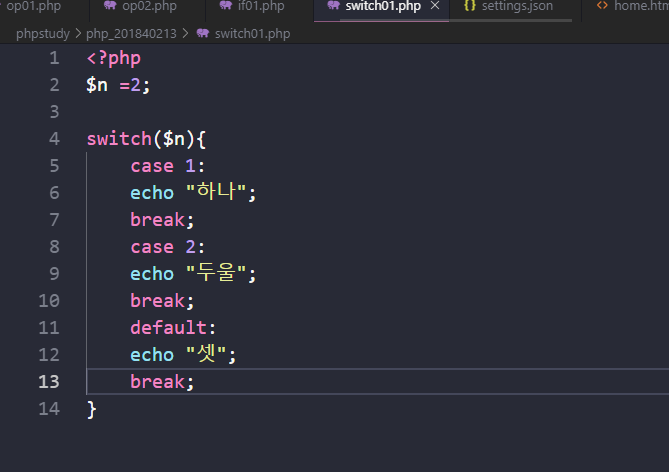 op01.php op02.php if01.php switch01.php × {} settings.json <> home.htm
phpstudy > php_201840213 > switch01.php
1 <?php
2 $n =2;
3
4 switch($n){
5 case 1:
6 echo "하나";
7 break;
8 case 2:
9 echo "두울";
10 break;
11 default:
12 echo "셋";
13 break;
14 }